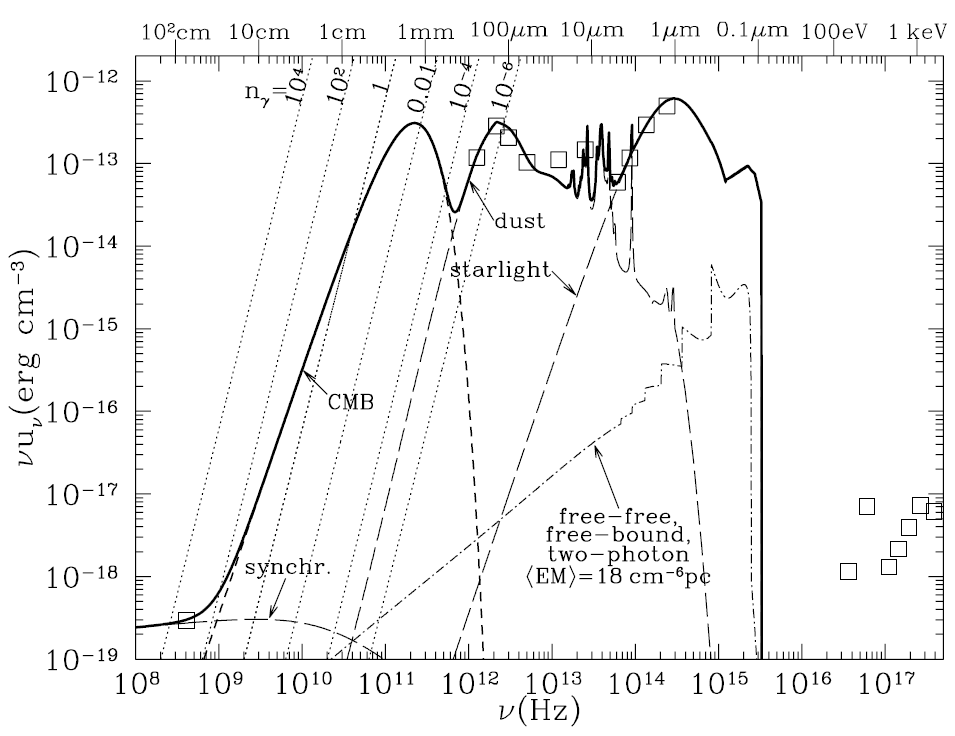 10²cm 10cm 1cm 1mm 100μm 10μm 1μm 0.1μm 100eV 1 keV
n_γ= 10⁴ 10² 1 0.01 10⁻⁴ 10⁻⁶
10⁻¹²
10⁻¹³
10⁻¹⁴
10⁻¹⁵
10⁻¹⁶
10⁻¹⁷
10⁻¹⁸
10⁻¹⁹
νu_ν(erg cm⁻³)
dust
starlight
CMB
synchr.
free−free,
free−bound,
two−photon
⟨EM⟩=18 cm⁻⁶pc
10⁸ 10⁹ 10¹⁰ 10¹¹ 10¹² 10¹³ 10¹⁴ 10¹⁵ 10¹⁶ 10¹⁷
ν(Hz)